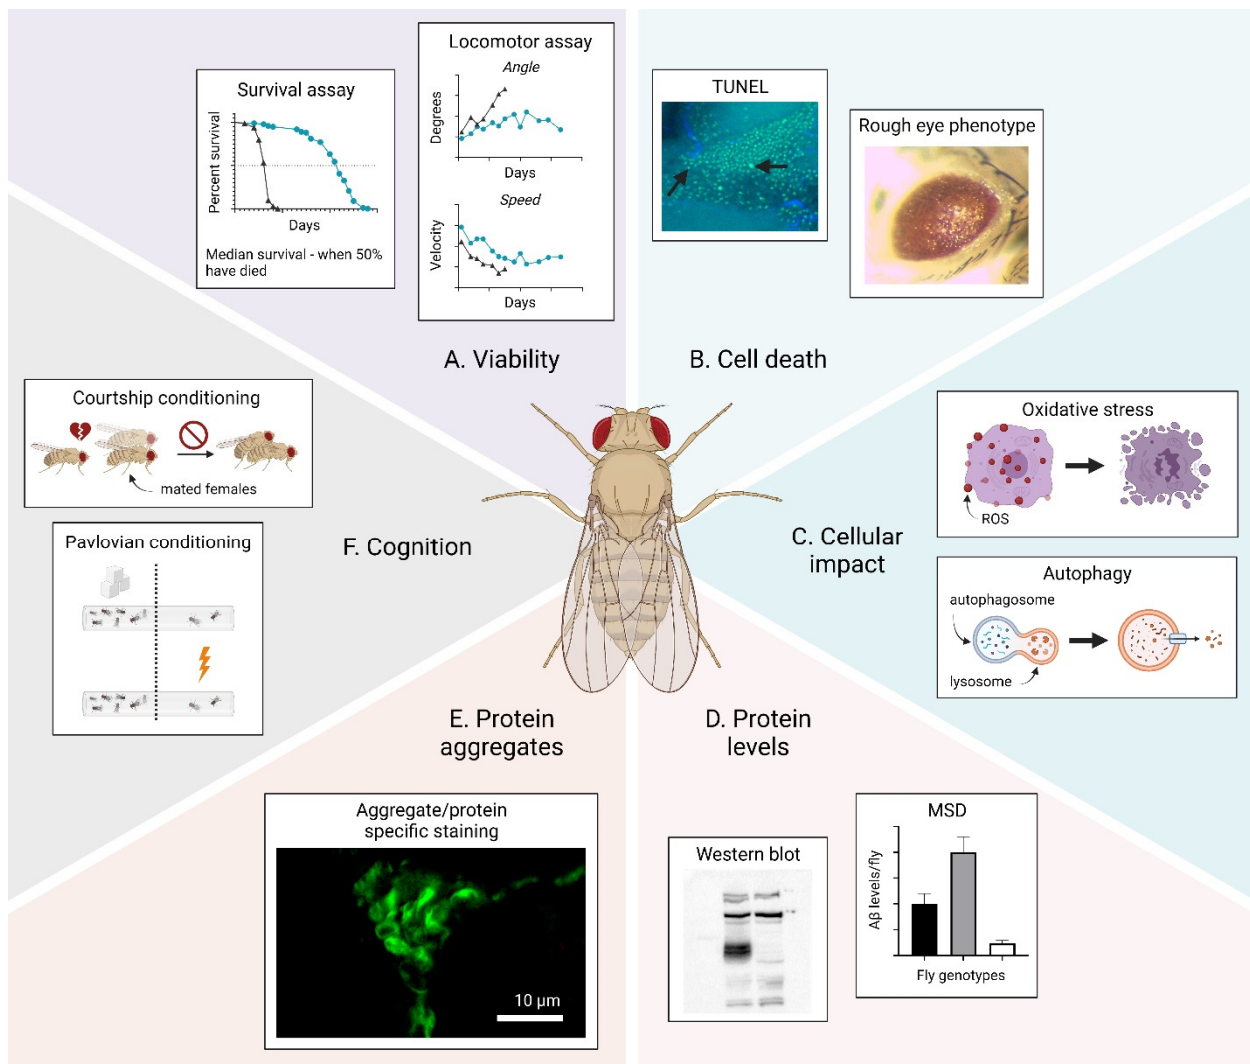 Survival assay
Percent survival
Days
Median survival - when 50%
have died
Locomotor assay
Angle
Degrees
Days
Speed
Velocity
Days
A. Viability
TUNEL
Rough eye phenotype
B. Cell death
Oxidative stress
ROS
Autophagy
autophagosome
lysosome
C. Cellular
impact
D. Protein
levels
Western blot
MSD
Aβ levels/fly
Fly genotypes
E. Protein
aggregates
Aggregate/protein
specific staining
10 µm
F. Cognition
Courtship conditioning
mated females
Pavlovian conditioning